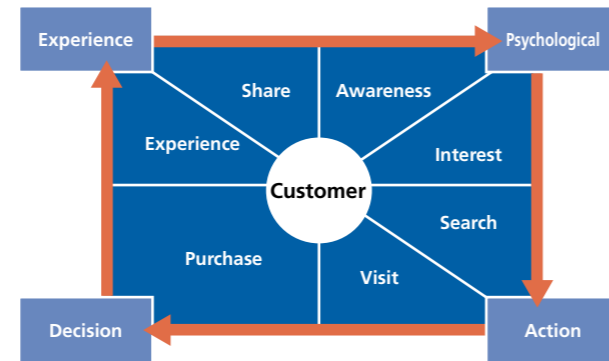 Experience
Psychological
Share
Awareness
Experience
Interest
Customer
Search
Purchase
Visit
Decision
Action